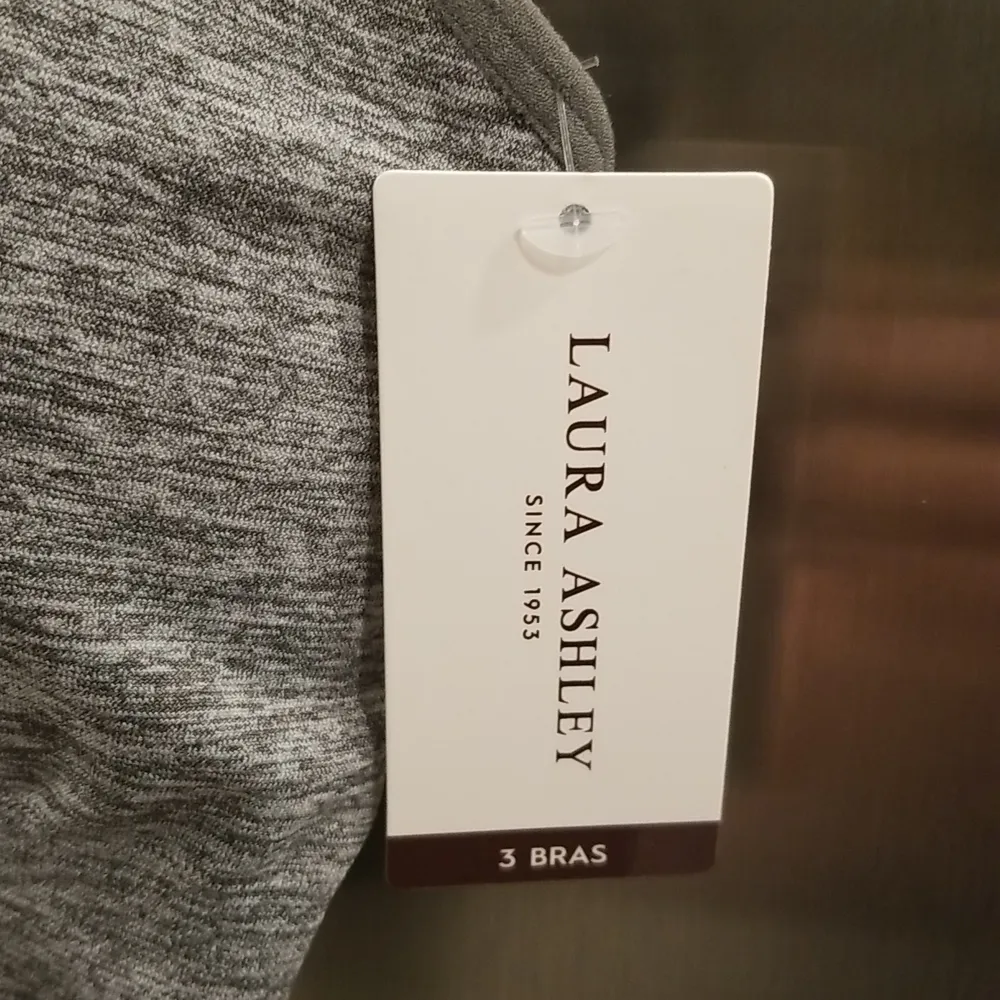 LAURA ASHLEY
SINCE 1953
3 BRAS